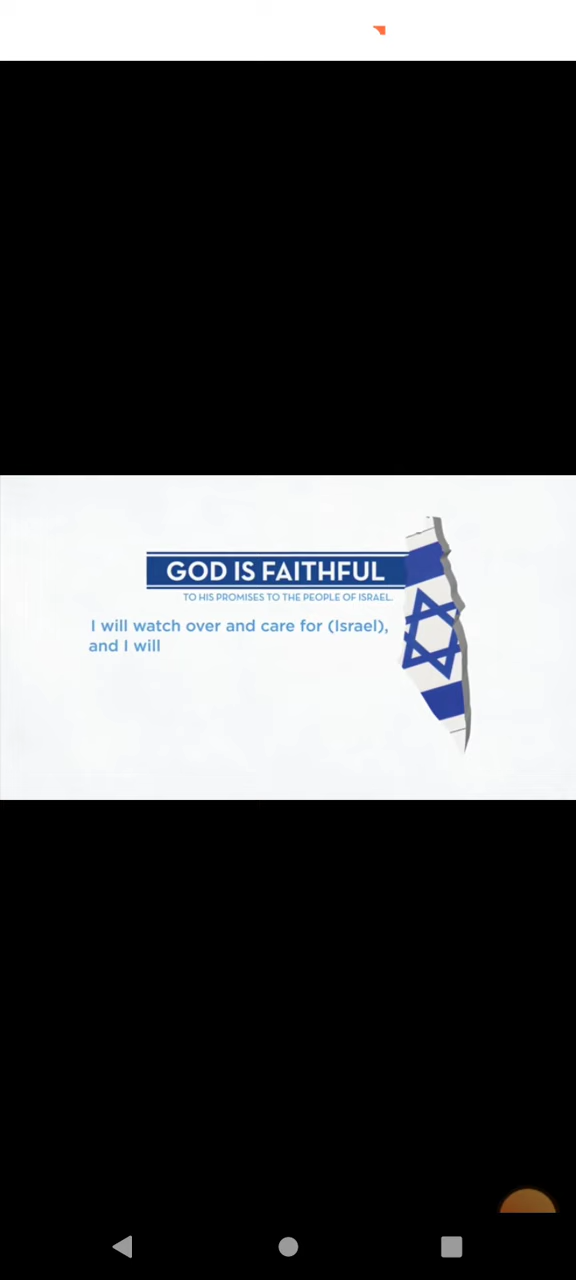 GOD IS FAITHFUL
TO HIS PROMISES TO THE PEOPLE OF ISRAEL.
I will watch over and care for (Israel),
and I will